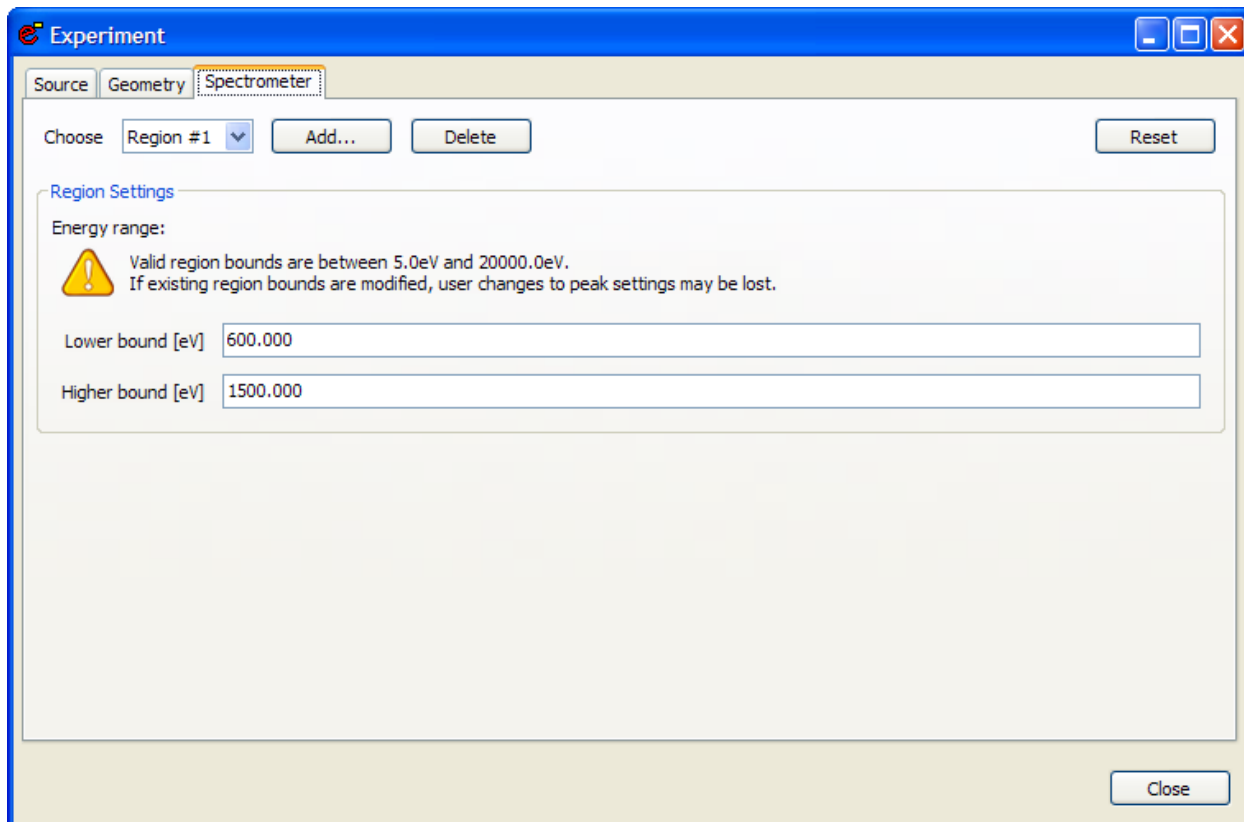 Experiment
Source Geometry Spectrometer
Choose Region #1 Add... Delete Reset
Region Settings
Energy range:
Valid region bounds are between 5.0eV and 20000.0eV.
If existing region bounds are modified, user changes to peak settings may be lost.
Lower bound [eV] 600.000
Higher bound [eV] 1500.000
Close